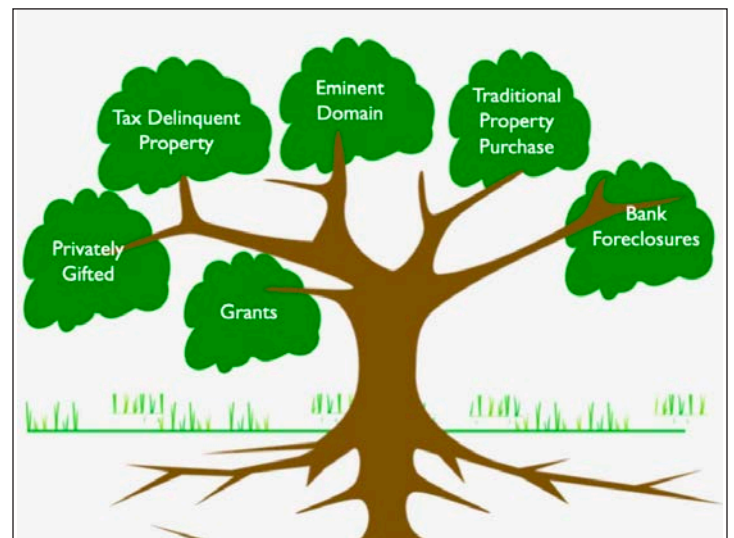 Eminent
Domain
Traditional
Property
Purchase
Tax Delinquent
Property
Bank
Foreclosures
Privately
Gifted
Grants